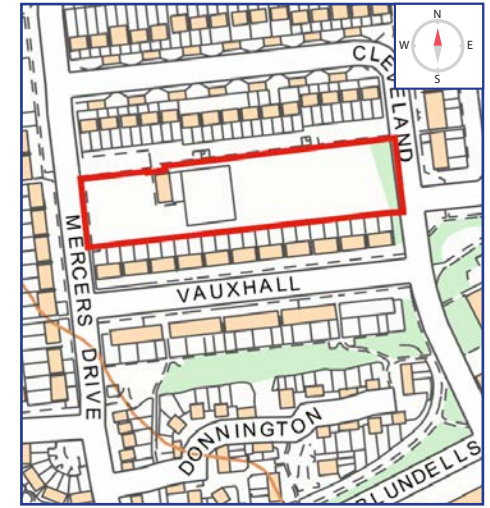 N
W E
S
CLEVELAND
MERCERS DRIVE
VAUXHALL
DONNINGTON
BLUNDELLS